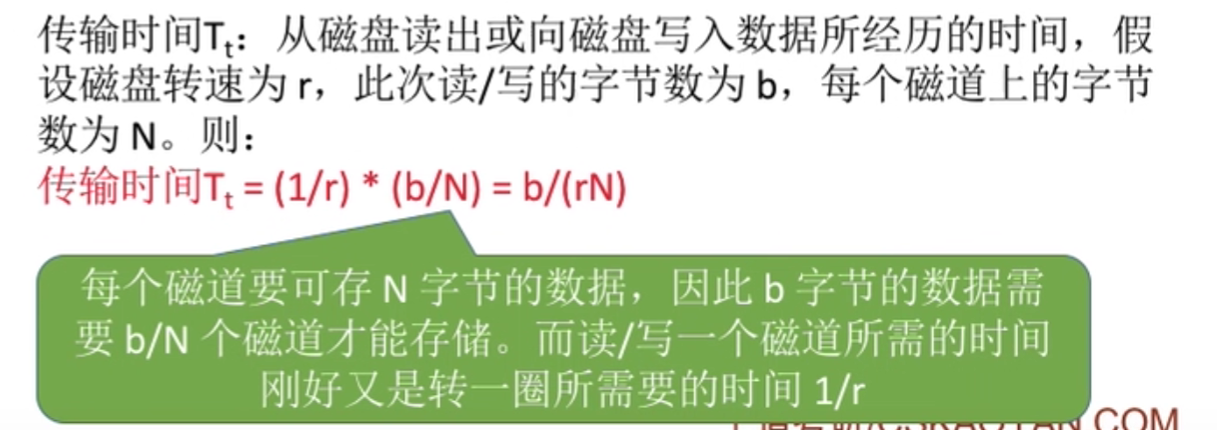 传输时间Tt：从磁盘读出或向磁盘写入数据所经历的时间，假
设磁盘转速为 r，此次读/写的字节数为 b，每个磁道上的字节
数为 N。则：
传输时间Tt = (1/r) * (b/N) = b/(rN)
每个磁道要可存 N 字节的数据，因此 b 字节的数据需
要 b/N 个磁道才能存储。而读/写一个磁道所需的时间
刚好又是转一圈所需要的时间 1/r